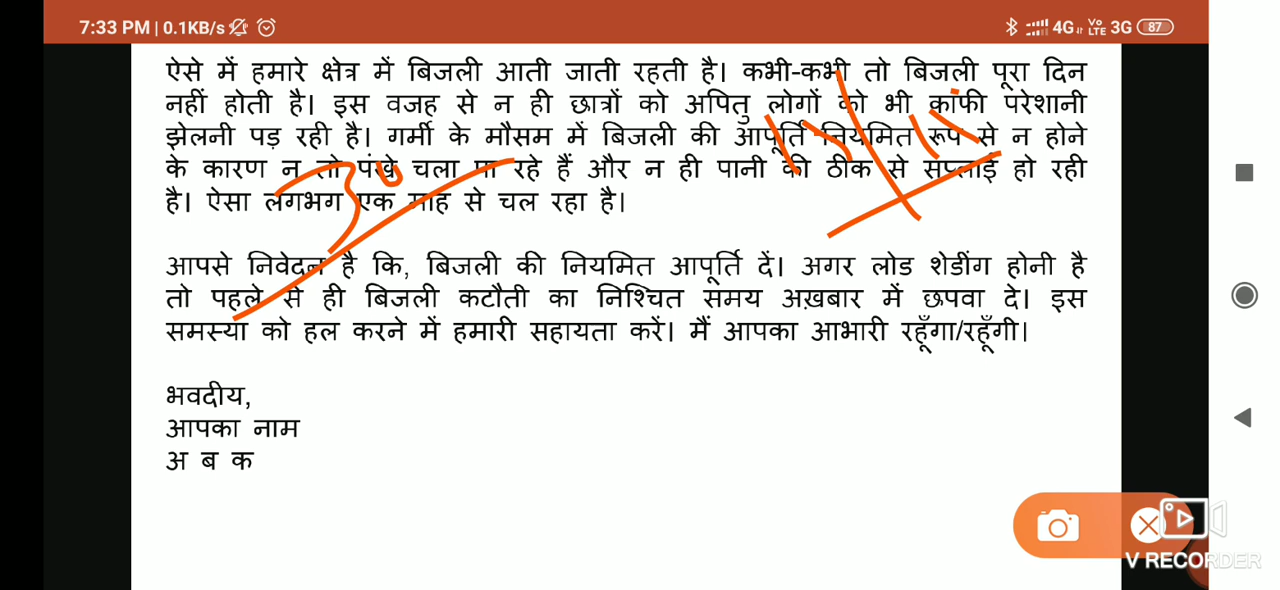 7:33 PM | 0.1KB/s
4G Vo LTE 3G 87
ऐसे में हमारे क्षेत्र में बिजली आती जाती रहती है। कभी-कभी तो बिजली पूरा दिन
नहीं होती है। इस वजह से न ही छात्रों को अपितु लोगों को भी कांफी परेशानी
झेलनी पड़ रही है। गर्मी के मौसम में बिजली की आपूर्ति नियमित रूप से न होने
के कारण न तो पंखे चला पा रहे हैं और न ही पानी की ठीक से सप्लाई हो रही
है। ऐसा लगभग एक माह से चल रहा है।
आपसे निवेदन है कि, बिजली की नियमित आपूर्ति दें। अगर लोड शेडींग होनी है
तो पहले से ही बिजली कटौती का निश्चित समय अख़बार में छपवा दे। इस
समस्या को हल करने में हमारी सहायता करें। मैं आपका आभारी रहूँगा/रहूँगी।
भवदीय,
आपका नाम
अ ब क
V RECORDER